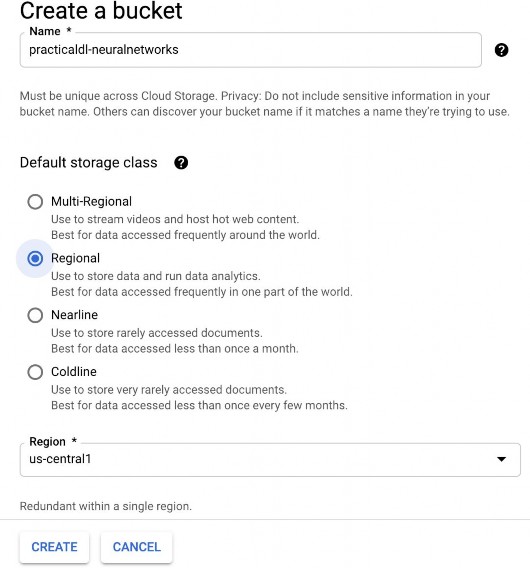 Create a bucket
Name *
practicaldl-neuralnetworks
?
Must be unique across Cloud Storage. Privacy: Do not include sensitive information in your
bucket name. Others can discover your bucket name if it matches a name they're trying to use.
Default storage class ?
Multi-Regional
Use to stream videos and host hot web content.
Best for data accessed frequently around the world.
Regional
Use to store data and run data analytics.
Best for data accessed frequently in one part of the world.
Nearline
Use to store rarely accessed documents.
Best for data accessed less than once a month.
Coldline
Use to store very rarely accessed documents.
Best for data accessed less than once every few months.
Region *
us-central1
Redundant within a single region.
CREATE CANCEL